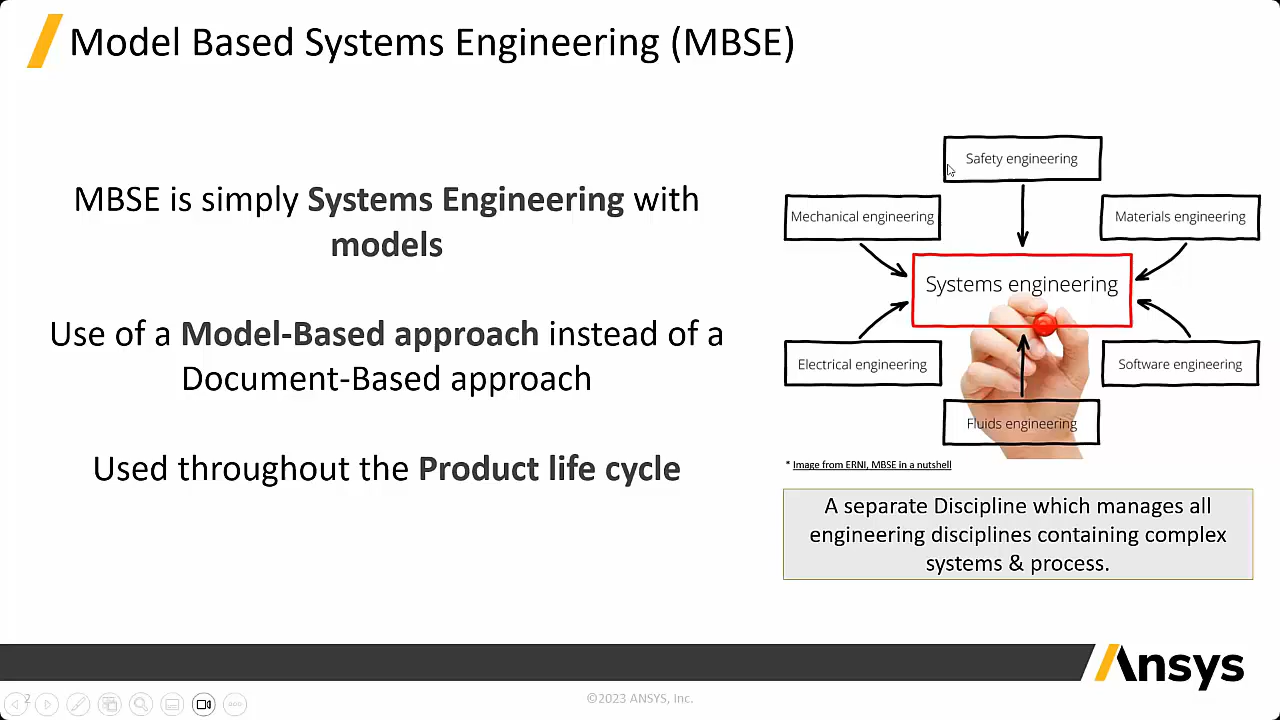 Model Based Systems Engineering (MBSE)
MBSE is simply Systems Engineering with
models
Use of a Model-Based approach instead of a
Document-Based approach
Used throughout the Product life cycle
Safety engineering
Mechanical engineering
Materials engineering
Systems engineering
Electrical engineering
Software engineering
Fluids engineering
* Image from ERNI, MBSE in a nutshell
A separate Discipline which manages all
engineering disciplines containing complex
systems & process.
Ansys
2
©2023 ANSYS, Inc.